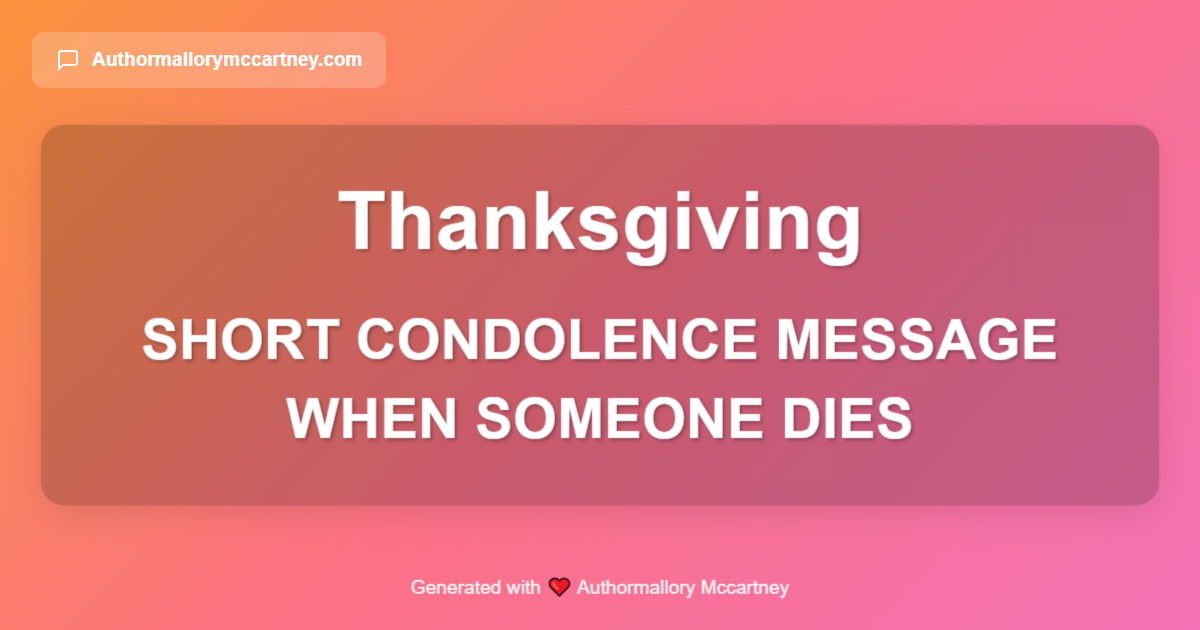 Authormallorymccartney.com
Thanksgiving
SHORT CONDOLENCE MESSAGE
WHEN SOMEONE DIES
Generated with ❤️ Authormallory Mccartney